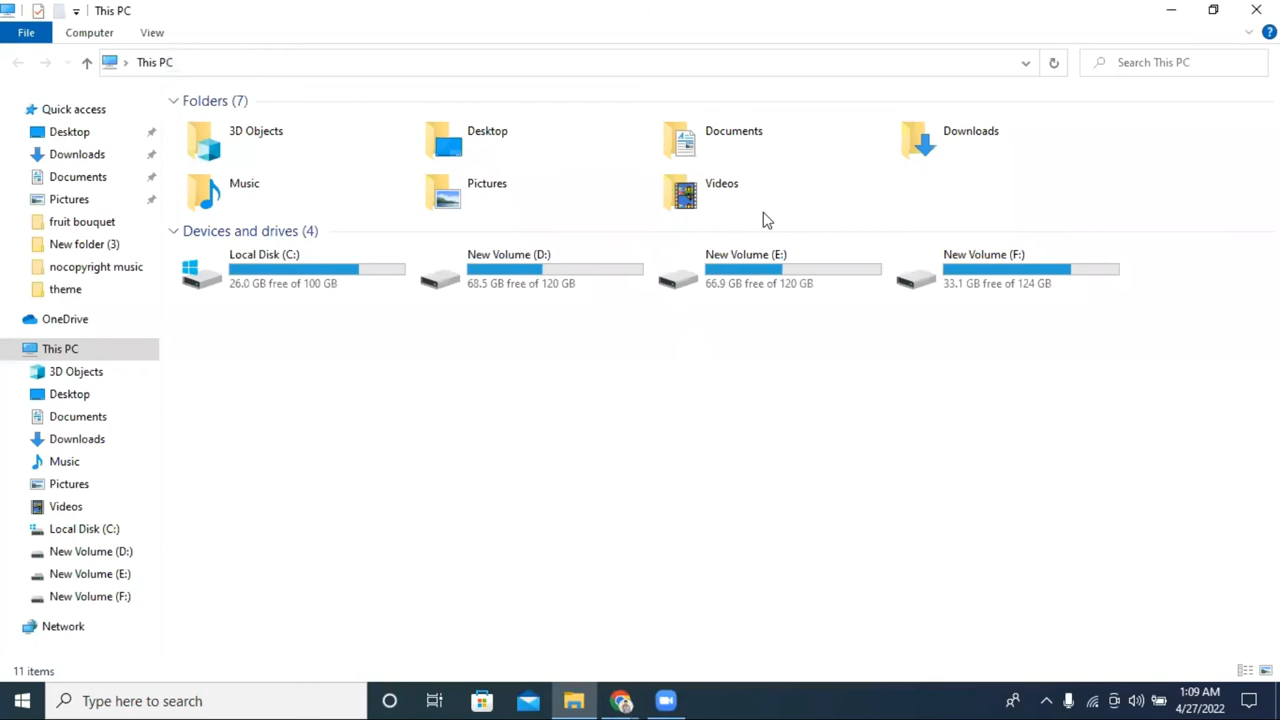 This PC
File Computer View
This PC Search This PC
Quick access
Desktop
Downloads
Documents
Pictures
fruit bouquet
New folder (3)
nocopyright music
theme
OneDrive
This PC
3D Objects
Desktop
Documents
Downloads
Music
Pictures
Videos
Local Disk (C:)
New Volume (D:)
New Volume (E:)
New Volume (F:)
Network
Folders (7)
3D Objects Desktop Documents Downloads
Music Pictures Videos
Devices and drives (4)
Local Disk (C:) New Volume (D:) New Volume (E:) New Volume (F:)
26.0 GB free of 100 GB 68.5 GB free of 120 GB 66.9 GB free of 120 GB 33.1 GB free of 124 GB
11 items
Type here to search
1:09 AM
4/27/2022